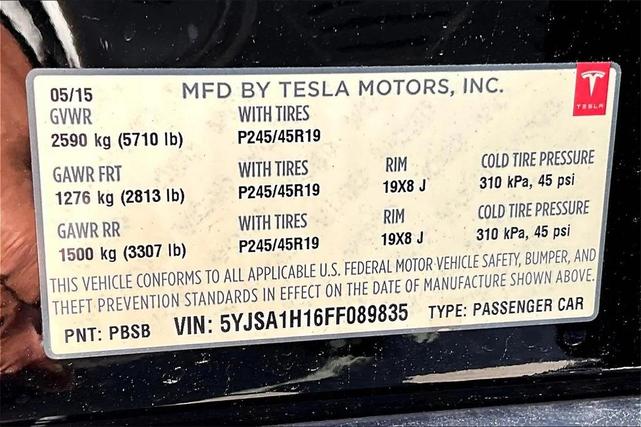 05/15 MFD BY TESLA MOTORS, INC.
TESLA
GVWR WITH TIRES
2590 kg (5710 lb) P245/45R19
GAWR FRT WITH TIRES RIM COLD TIRE PRESSURE
1276 kg (2813 lb) P245/45R19 19X8 J 310 kPa, 45 psi
GAWR RR WITH TIRES RIM COLD TIRE PRESSURE
1500 kg (3307 lb) P245/45R19 19X8 J 310 kPa, 45 psi
THIS VEHICLE CONFORMS TO ALL APPLICABLE U.S. FEDERAL MOTOR VEHICLE SAFETY, BUMPER, AND
THEFT PREVENTION STANDARDS IN EFFECT ON THE DATE OF MANUFACTURE SHOWN ABOVE.
PNT: PBSB VIN: 5YJSA1H16FF089835 TYPE: PASSENGER CAR